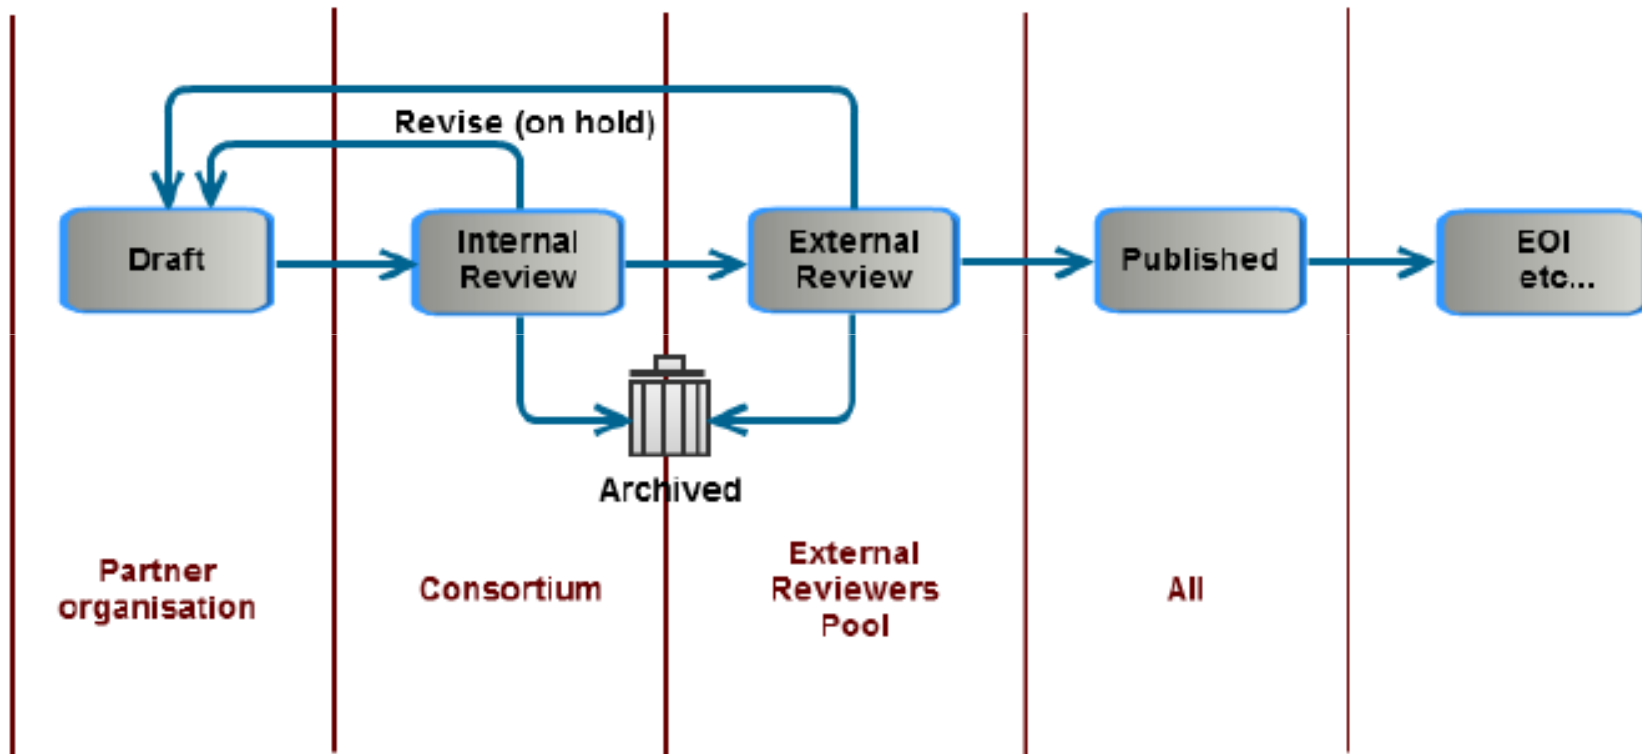 Revise (on hold)
Draft
Internal
Review
External
Review
Published
EOI
etc...
Archived
Partner
organisation
Consortium
External
Reviewers
Pool
All